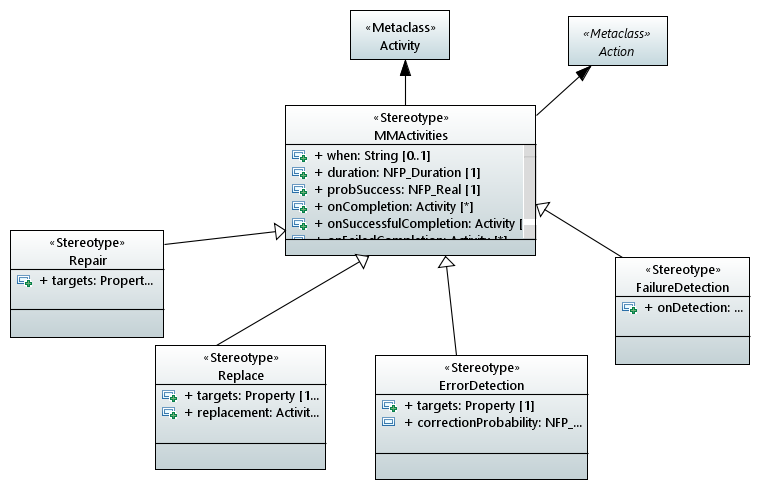 «Metaclass»
Activity
«Metaclass»
Action
«Stereotype»
MMActivities
+ when: String [0..1]
+ duration: NFP_Duration [1]
+ probSuccess: NFP_Real [1]
+ onCompletion: Activity [*]
+ onSuccessfulCompletion: Activity [
+ onFailedCompletion: Activity [*]
«Stereotype»
Repair
+ targets: Propert...
«Stereotype»
FailureDetection
+ onDetection: ...
«Stereotype»
Replace
+ targets: Property [1...
+ replacement: Activit...
«Stereotype»
ErrorDetection
+ targets: Property [1]
+ correctionProbability: NFP_...